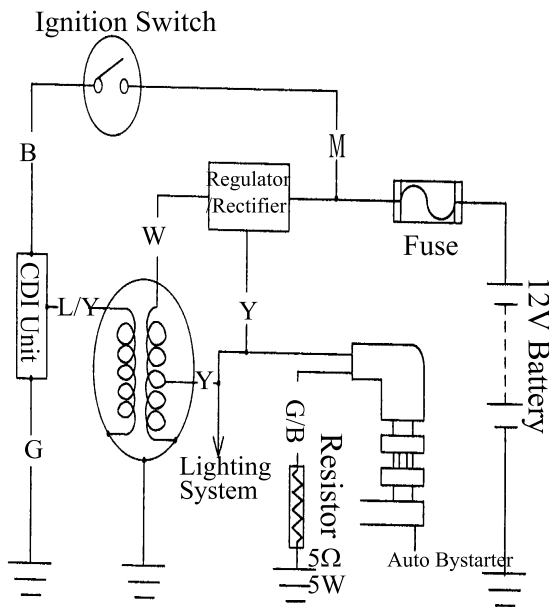 Ignition Switch
B
M
Regulator
/Rectifier
W
Fuse
CDI Unit
L/Y
Y
12V Battery
Y
G/B
G
Lighting
System
Resistor
5Ω
5W
Auto Bystarter